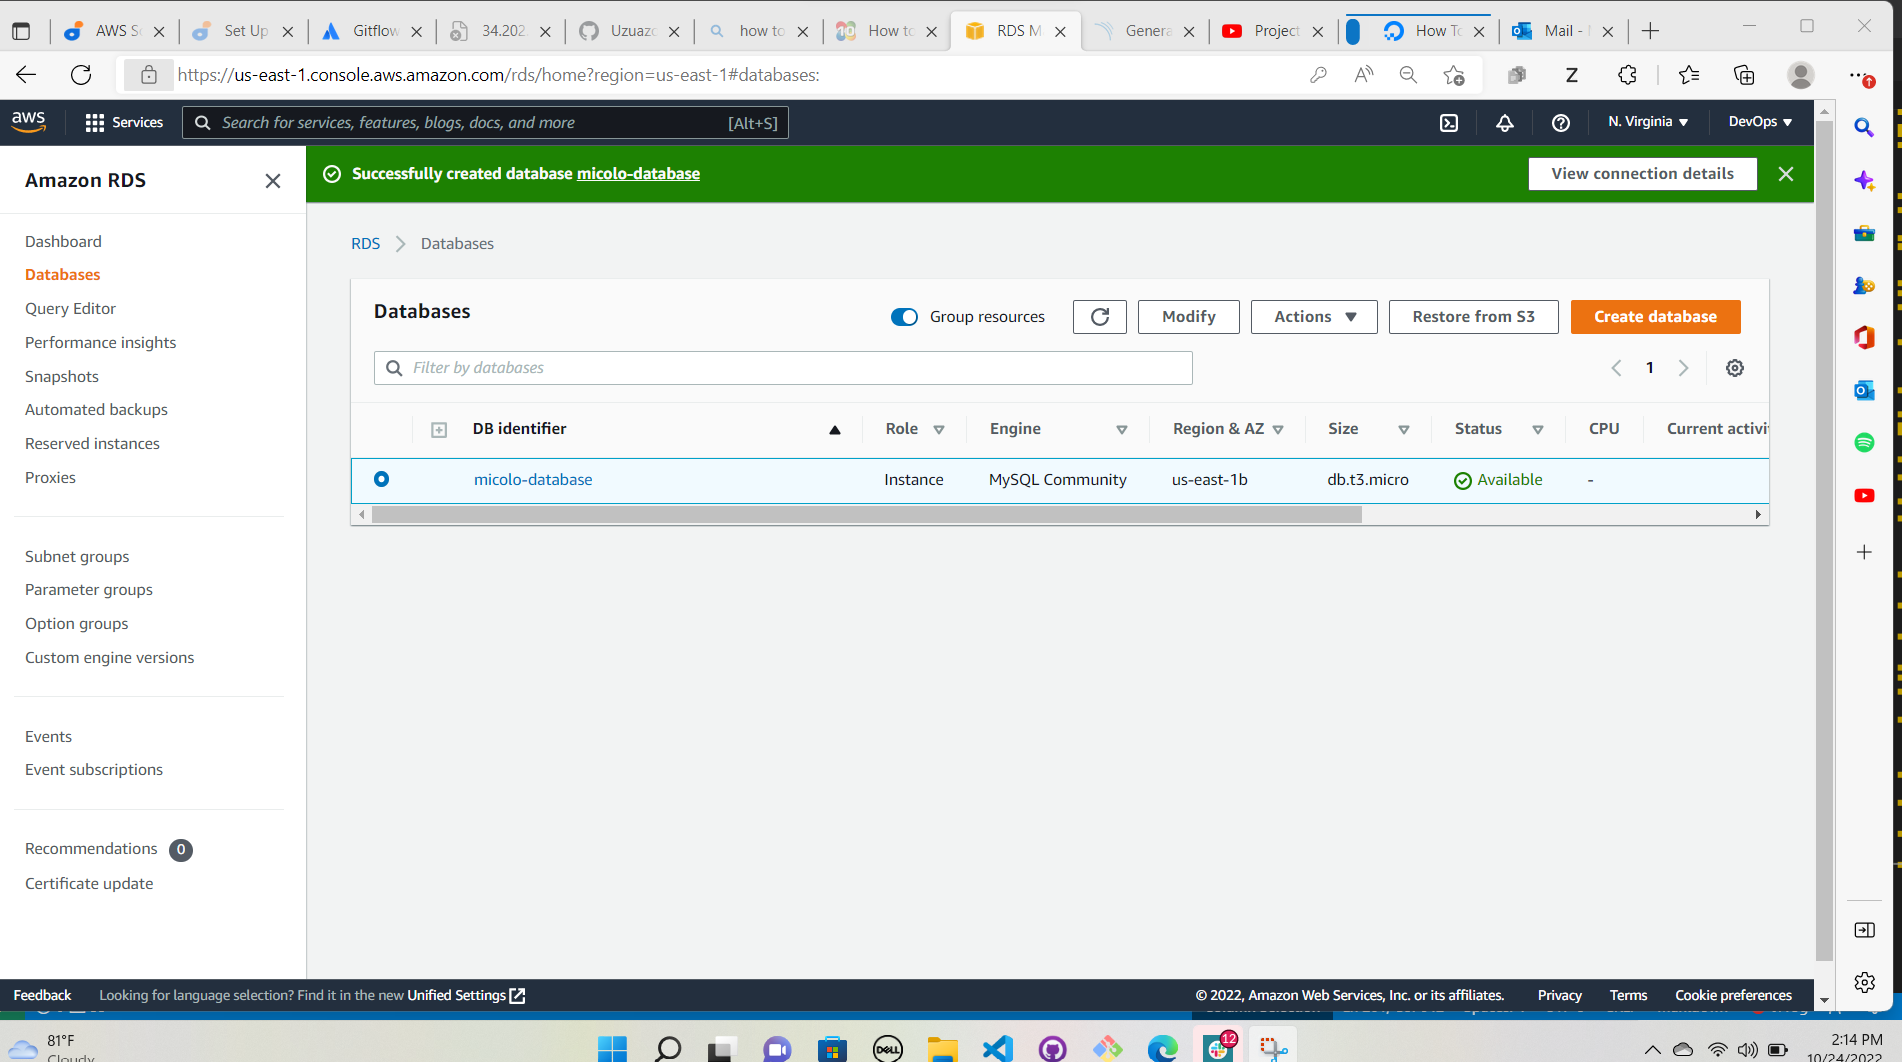 AWS Se
Set Up
Gitflow
34.202.
Uzuazo
how to
How to
RDS M
Genera
Project
How To
Mail -
https://us-east-1.console.aws.amazon.com/rds/home?region=us-east-1#databases:
aws
Services
Search for services, features, blogs, docs, and more
[Alt+S]
N. Virginia
DevOps
Amazon RDS
Successfully created database micolo-database
View connection details
Dashboard
Databases
Query Editor
Performance insights
Snapshots
Automated backups
Reserved instances
Proxies
Subnet groups
Parameter groups
Option groups
Custom engine versions
Events
Event subscriptions
Recommendations 0
Certificate update
RDS > Databases
Databases
Group resources
Modify
Actions
Restore from S3
Create database
Filter by databases
1
DB identifier Role Engine Region & AZ Size Status CPU Current activi
micolo-database Instance MySQL Community us-east-1b db.t3.micro Available -
Feedback Looking for language selection? Find it in the new Unified Settings
© 2022, Amazon Web Services, Inc. or its affiliates. Privacy Terms Cookie preferences
81°F
Cloudy
DELL
12
2:14 PM
10/24/2022